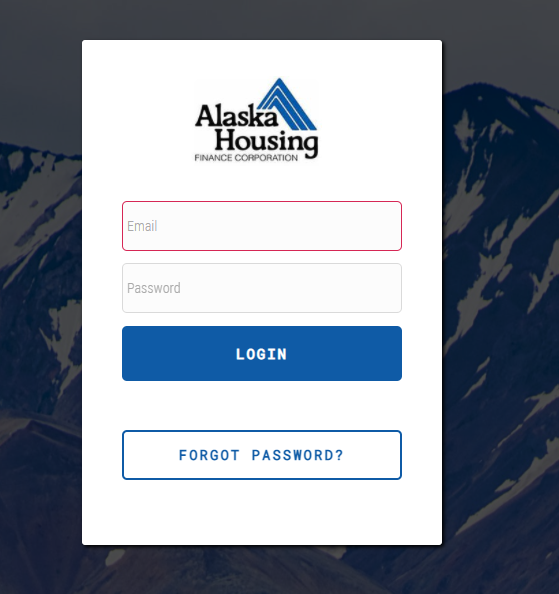 Alaska
Housing
FINANCE CORPORATION
Email
Password
LOGIN
FORGOT PASSWORD?